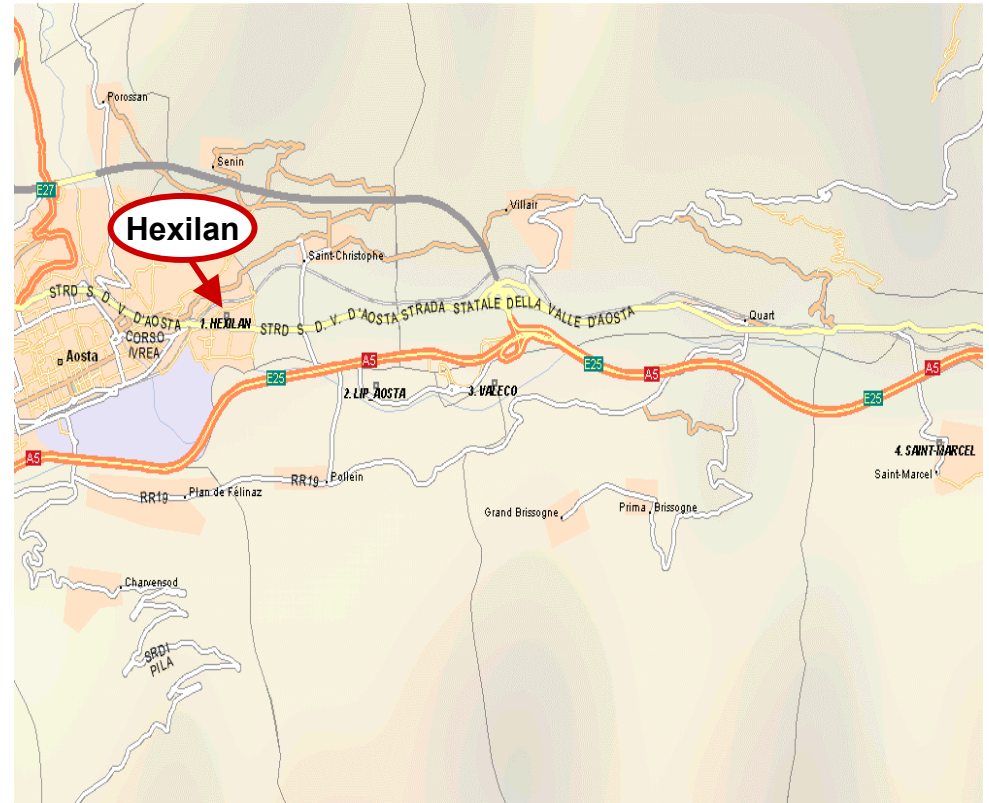 Porossan
Senin
E27
Villair
Hexilan
Saint-Christophe
STRD S. D. V. D'AOSTA
1. HEXILAN
STRD S. D. V. D'AOSTA
STRADA STATALE DELLA VALLE D'AOSTA
Quart
CORSO
IVREA
Aosta
A5
E25
A5
E25
A5
E25
2. LIP_AOSTA
3. VALECO
4. SAINT-MARCEL
Saint-Marcel
A5
RR19
Plan de Félinaz
RR19
Pollein
Grand Brissogne
Prima
Brissogne
Charvensod
SRDI
PILA